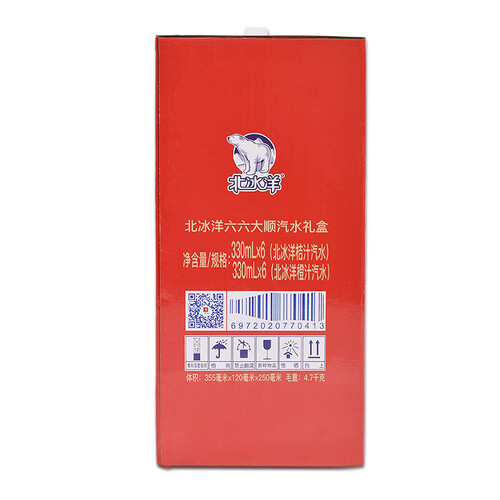 北冰洋®
北冰洋六六大顺汽水礼盒
净含量/规格:330mLx6 (北冰洋桔汁汽水)
330mLx6 (北冰洋橙汁汽水)
6972020770413
怕雨 禁止翻滚 易碎物品 怕晒 向上
体积: 355毫米×120毫米×250毫米 毛重: 4.7千克